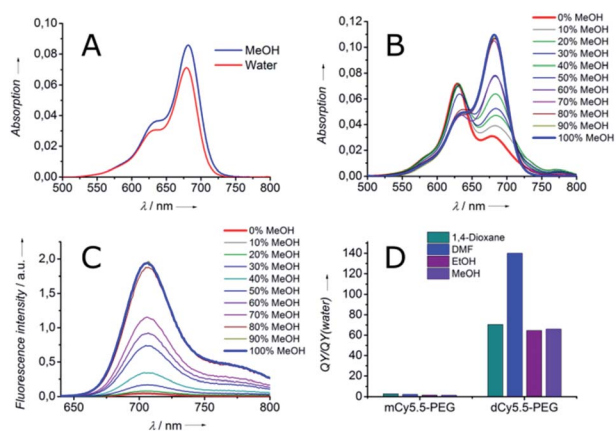 A
MeOH
Water
0,10
0,08
0,06
0,04
0,02
0,00
Absorption
500 550 600 650 700 750 800
λ / nm
B
0% MeOH
10% MeOH
20% MeOH
30% MeOH
40% MeOH
50% MeOH
60% MeOH
70% MeOH
80% MeOH
90% MeOH
100% MeOH
0,12
0,10
0,08
0,06
0,04
0,02
0,00
Absorption
500 550 600 650 700 750 800
λ / nm
C
0% MeOH
10% MeOH
20% MeOH
30% MeOH
40% MeOH
50% MeOH
60% MeOH
70% MeOH
80% MeOH
90% MeOH
100% MeOH
2,0
1,5
1,0
0,5
0,0
Fluorescence intensity / a.u.
650 700 750 800
λ / nm
D
1,4-Dioxane
DMF
EtOH
MeOH
140
120
100
80
60
40
20
0
QY/QY(water)
mCy5.5-PEG dCy5.5-PEG